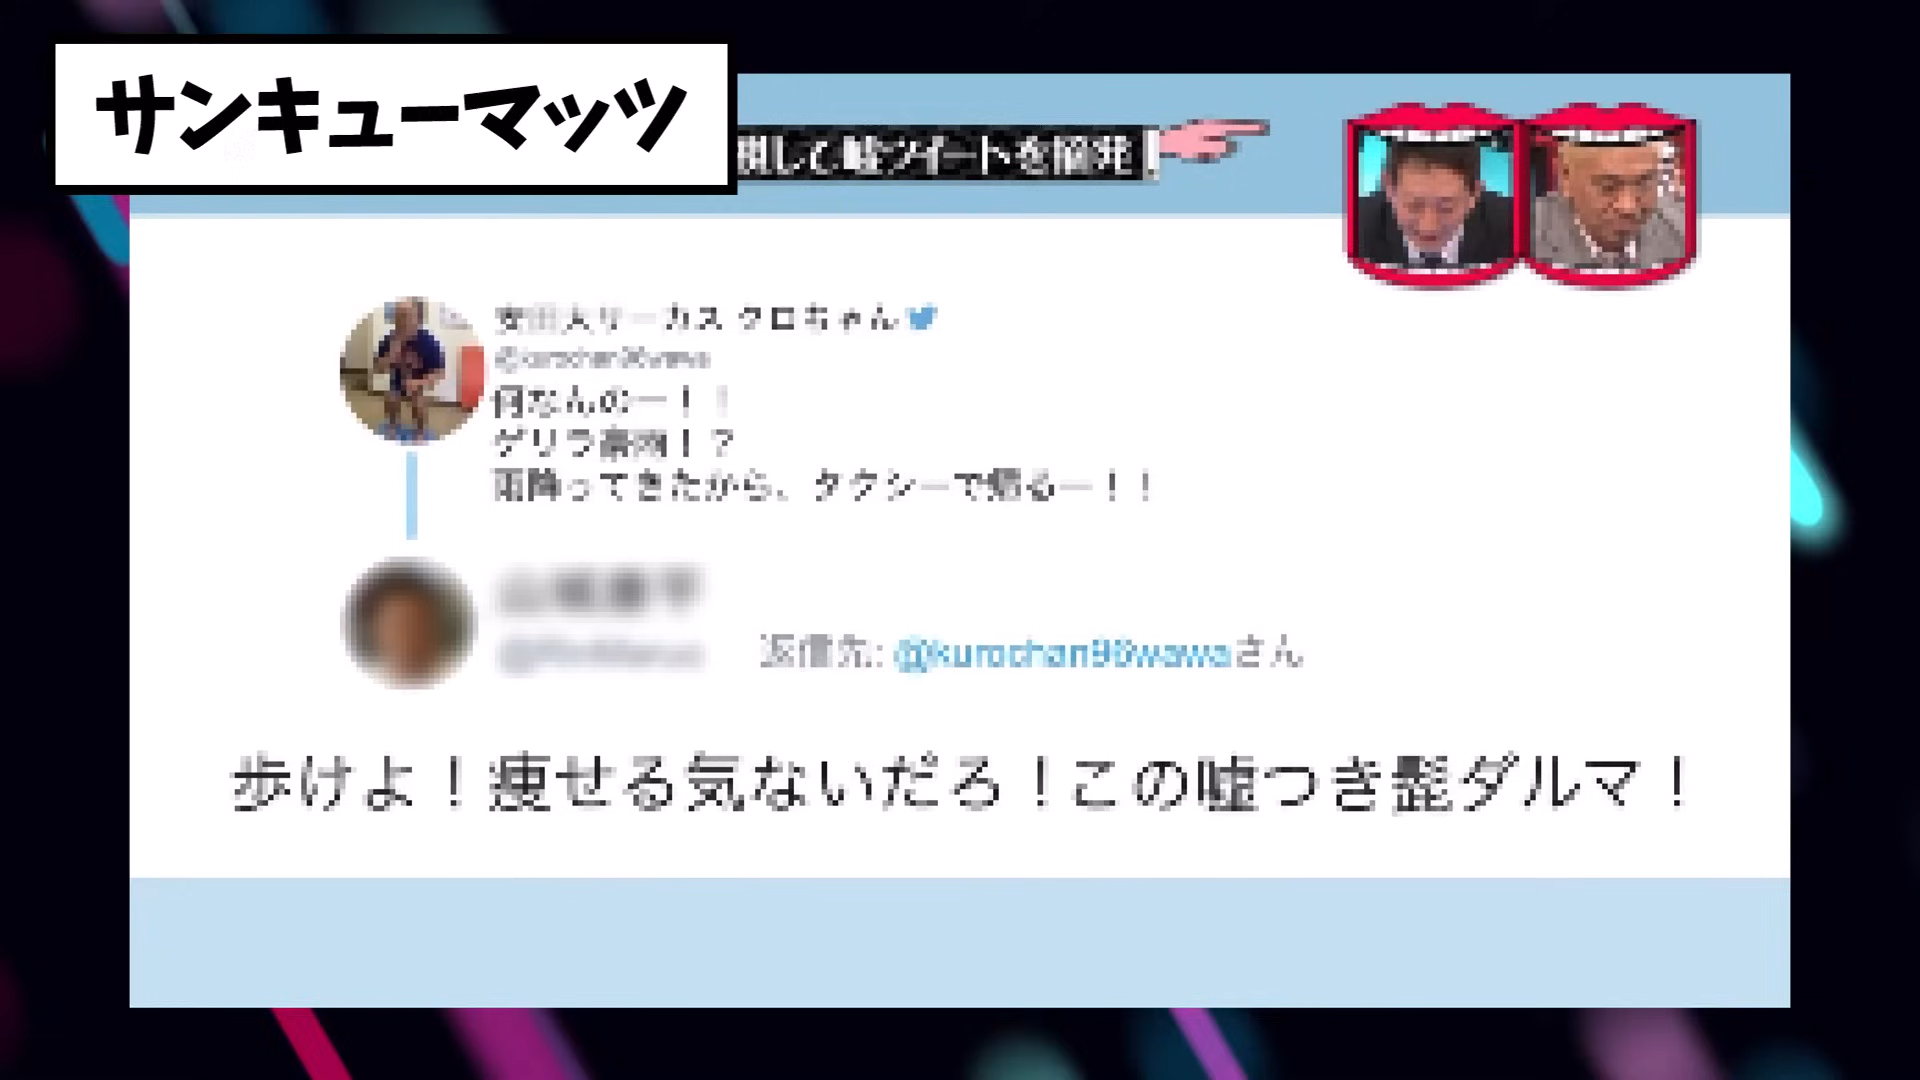 サンキューマッツ
視して嘘ツイートを摘発!
安田大サーカス クロちゃん
@kurochan96wawa
何なんのー!!
ゲリラ豪雨!?
雨降ってきたから、タクシーで帰るー!!
返信先: @kurochan96wawaさん
歩けよ!痩せる気ないだろ!この嘘つき髭ダルマ!